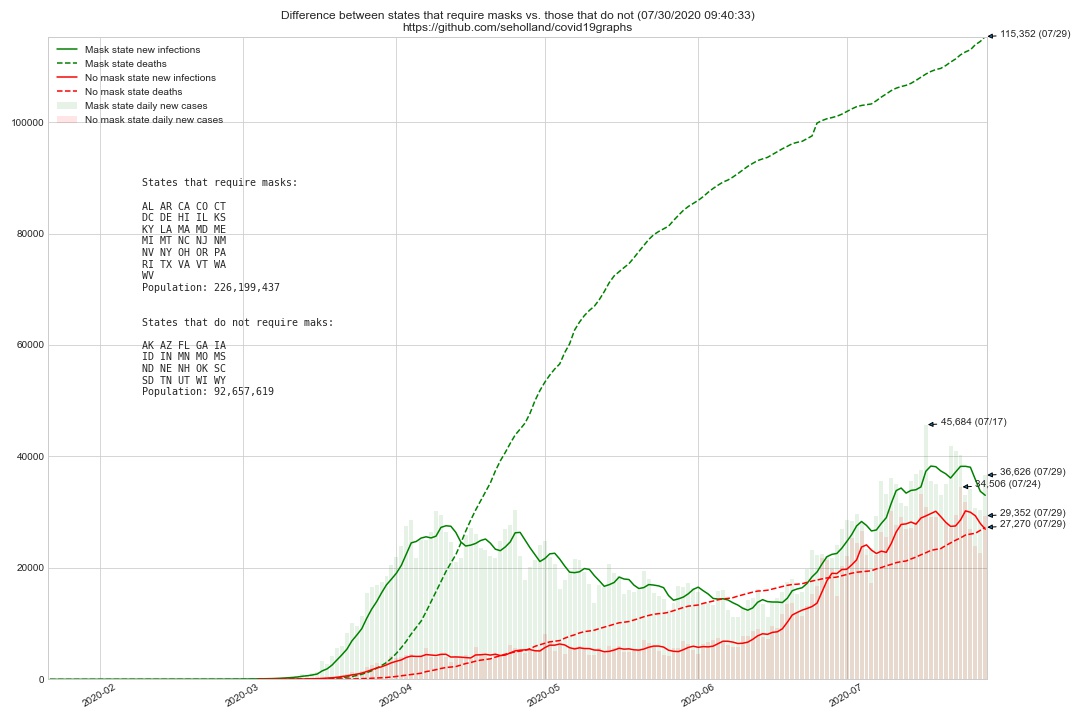 Difference between states that require masks vs. those that do not (07/30/2020 09:40:33)
https://github.com/seholland/covid19graphs
Mask state new infections
Mask state deaths
No mask state new infections
No mask state deaths
Mask state daily new cases
No mask state daily new cases
States that require masks:
AL AR CA CO CT
DC DE HI IL KS
KY LA MA MD ME
MI MT NC NJ NM
NV NY OH OR PA
RI TX VA VT WA
WV
Population: 226,199,437
States that do not require maks:
AK AZ FL GA IA
ID IN MN MO MS
ND NE NH OK SC
SD TN UT WI WY
Population: 92,657,619
115,352 (07/29)
45,684 (07/17)
36,626 (07/29)
34,506 (07/24)
29,352 (07/29)
27,270 (07/29)
100000
80000
60000
40000
20000
0
2020-02
2020-03
2020-04
2020-05
2020-06
2020-07